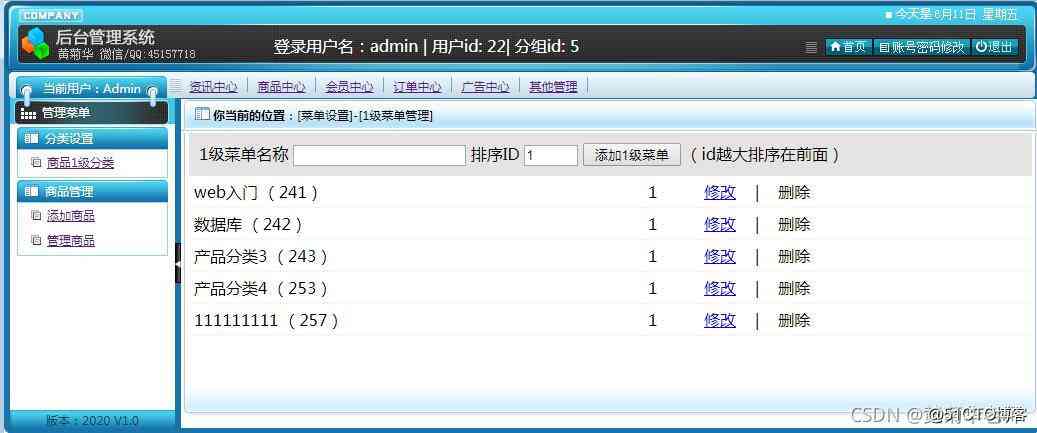 COMPANY
■ 今天是 6月11日 星期五
后台管理系统
黄菊华 微信/QQ:45157718
登录用户名：admin | 用户id: 22| 分组id: 5
首页 账号密码修改 退出
当前用户：Admin
资讯中心 商品中心 会员中心 订单中心 广告中心 其他管理
管理菜单
你当前的位置：[菜单设置]-[1级菜单管理]
分类设置
商品1级分类
商品管理
添加商品
管理商品
1级菜单名称 排序ID 1 添加1级菜单 （id越大排序在前面）
web入门 （241） 1 修改 | 删除
数据库 （242） 1 修改 | 删除
产品分类3 （243） 1 修改 | 删除
产品分类4 （253） 1 修改 | 删除
111111111 （257） 1 修改 | 删除
版本：2020 V1.0
CSDN @黄菊华
@51CTO博客